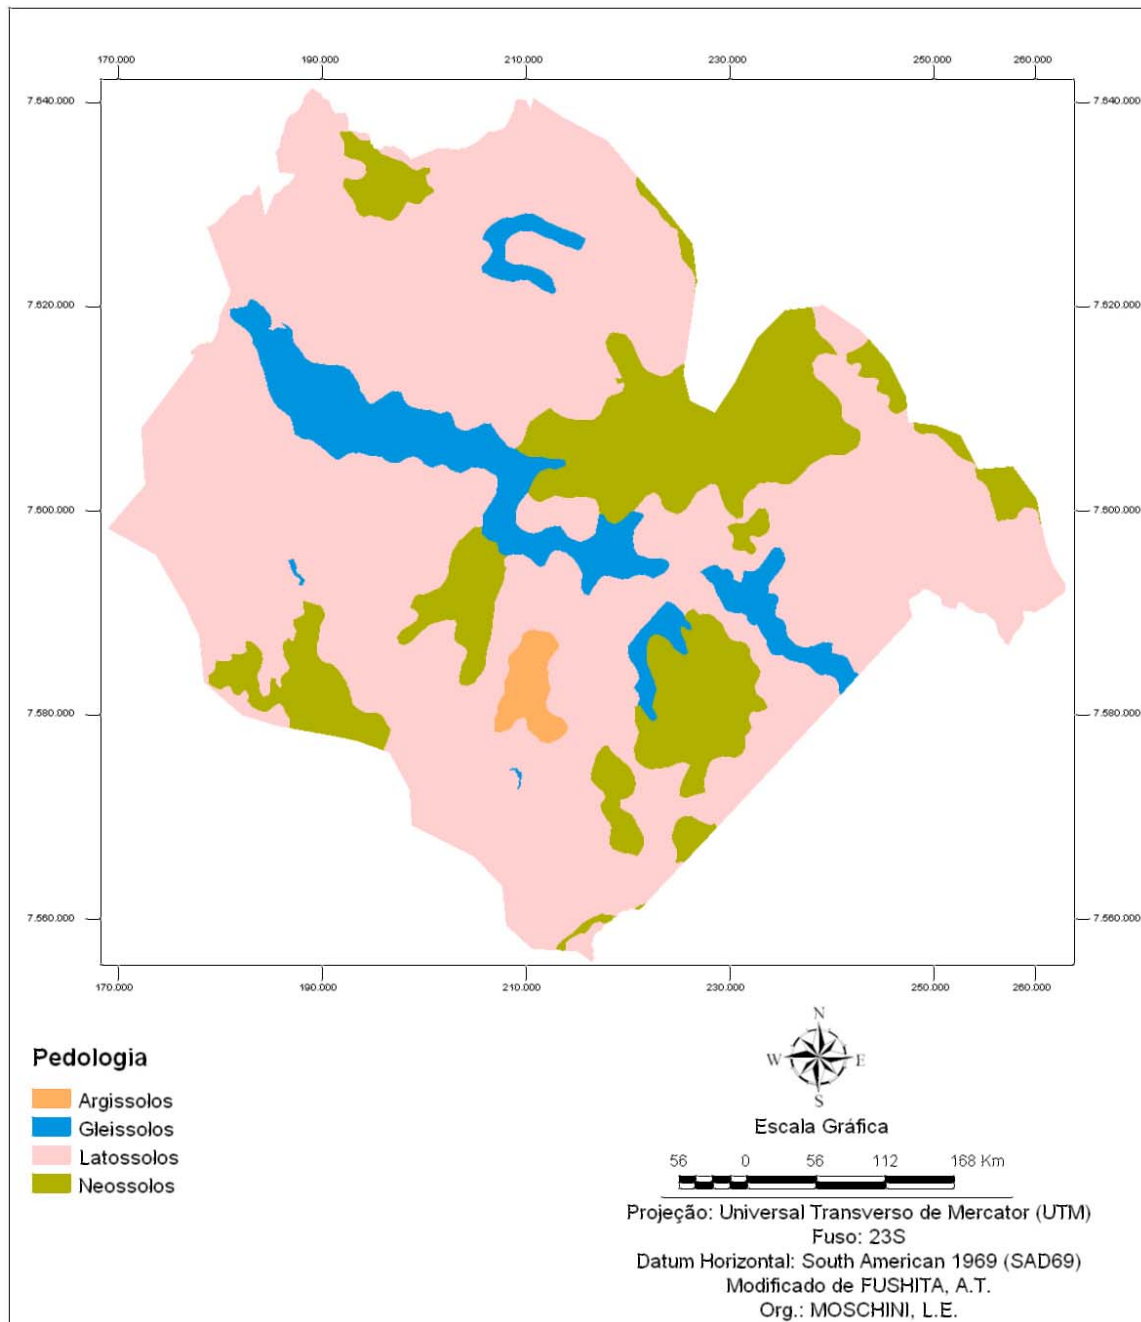 170.000 190.000 210.000 230.000 250.000 260.000
7.640.000 7.640.000
7.620.000 7.620.000
7.600.000 7.600.000
7.580.000 7.580.000
7.560.000 7.560.000
170.000 190.000 210.000 230.000 250.000 260.000
Pedologia
Argissolos
Gleissolos
Latossolos
Neossolos
N
W E
S
Escala Gráfica
56 0 56 112 168 Km
Projeção: Universal Transverso de Mercator (UTM)
Fuso: 23S
Datum Horizontal: South American 1969 (SAD69)
Modificado de FUSHITA, A.T.
Org.: MOSCHINI, L.E.